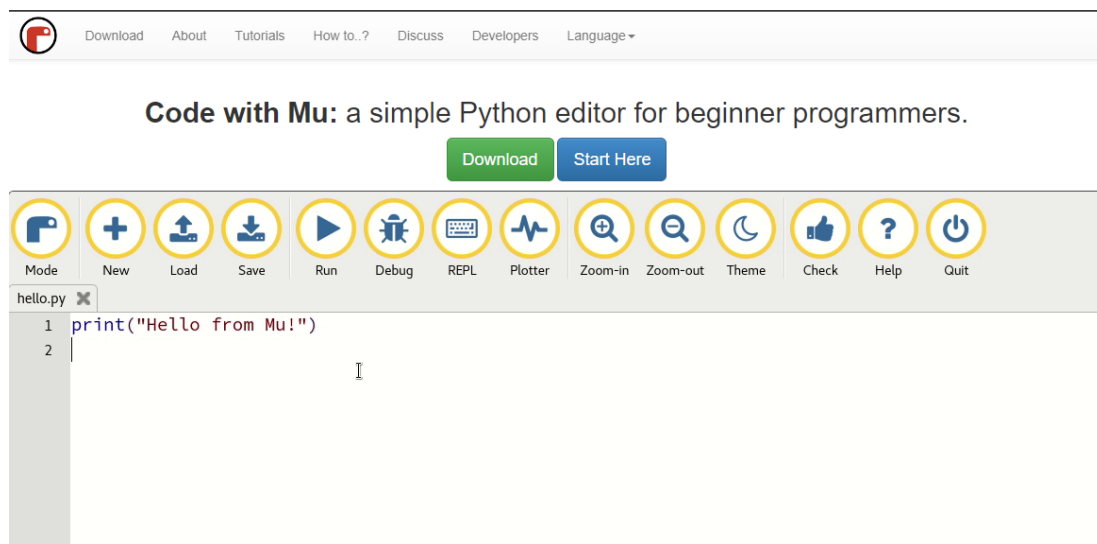 Download About Tutorials How to..? Discuss Developers Language
Code with Mu: a simple Python editor for beginner programmers.
Download Start Here
Mode New Load Save Run Debug REPL Plotter Zoom-in Zoom-out Theme Check Help Quit
hello.py
1 print("Hello from Mu!")
2